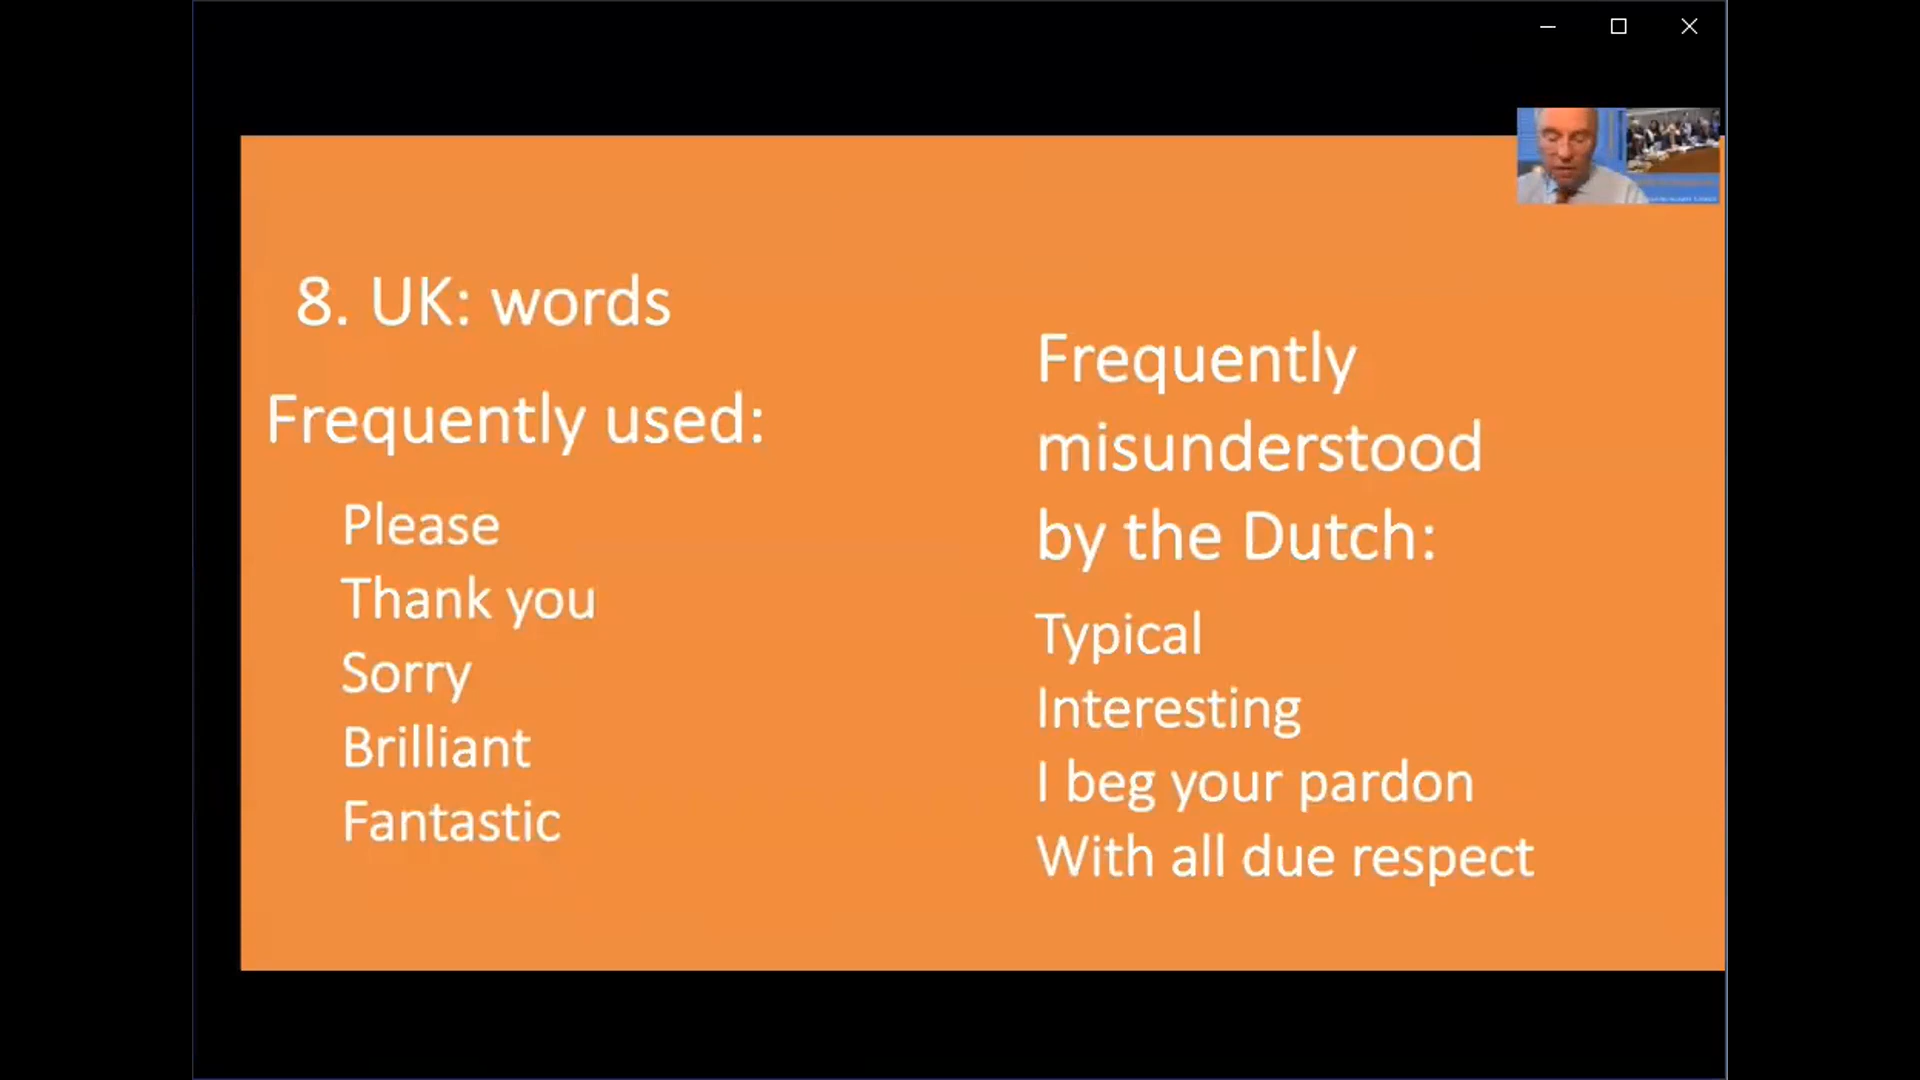 8. UK: words
Frequently used:
Please
Thank you
Sorry
Brilliant
Fantastic
Frequently
misunderstood
by the Dutch:
Typical
Interesting
I beg your pardon
With all due respect